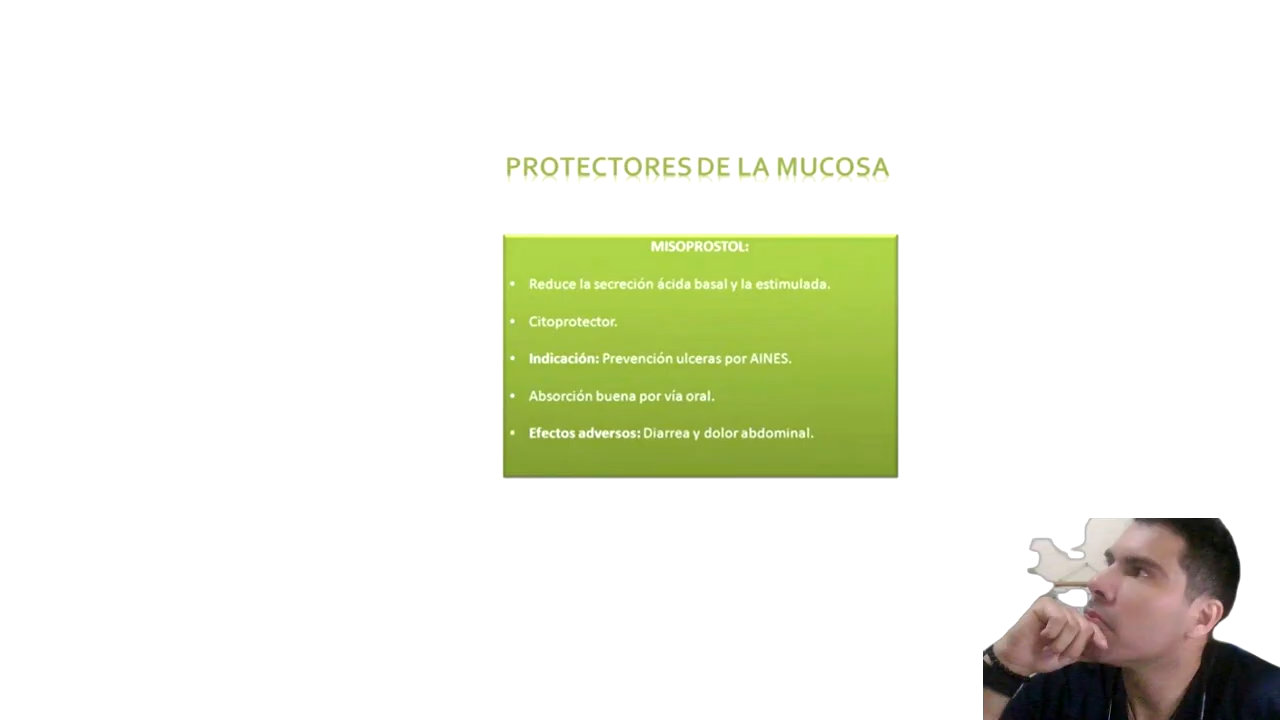 PROTECTORES DE LA MUCOSA
MISOPROSTOL:
• Reduce la secreción ácida basal y la estimulada.
• Citoprotector.
• Indicación: Prevención ulceras por AINES.
• Absorción buena por vía oral.
• Efectos adversos: Diarrea y dolor abdominal.